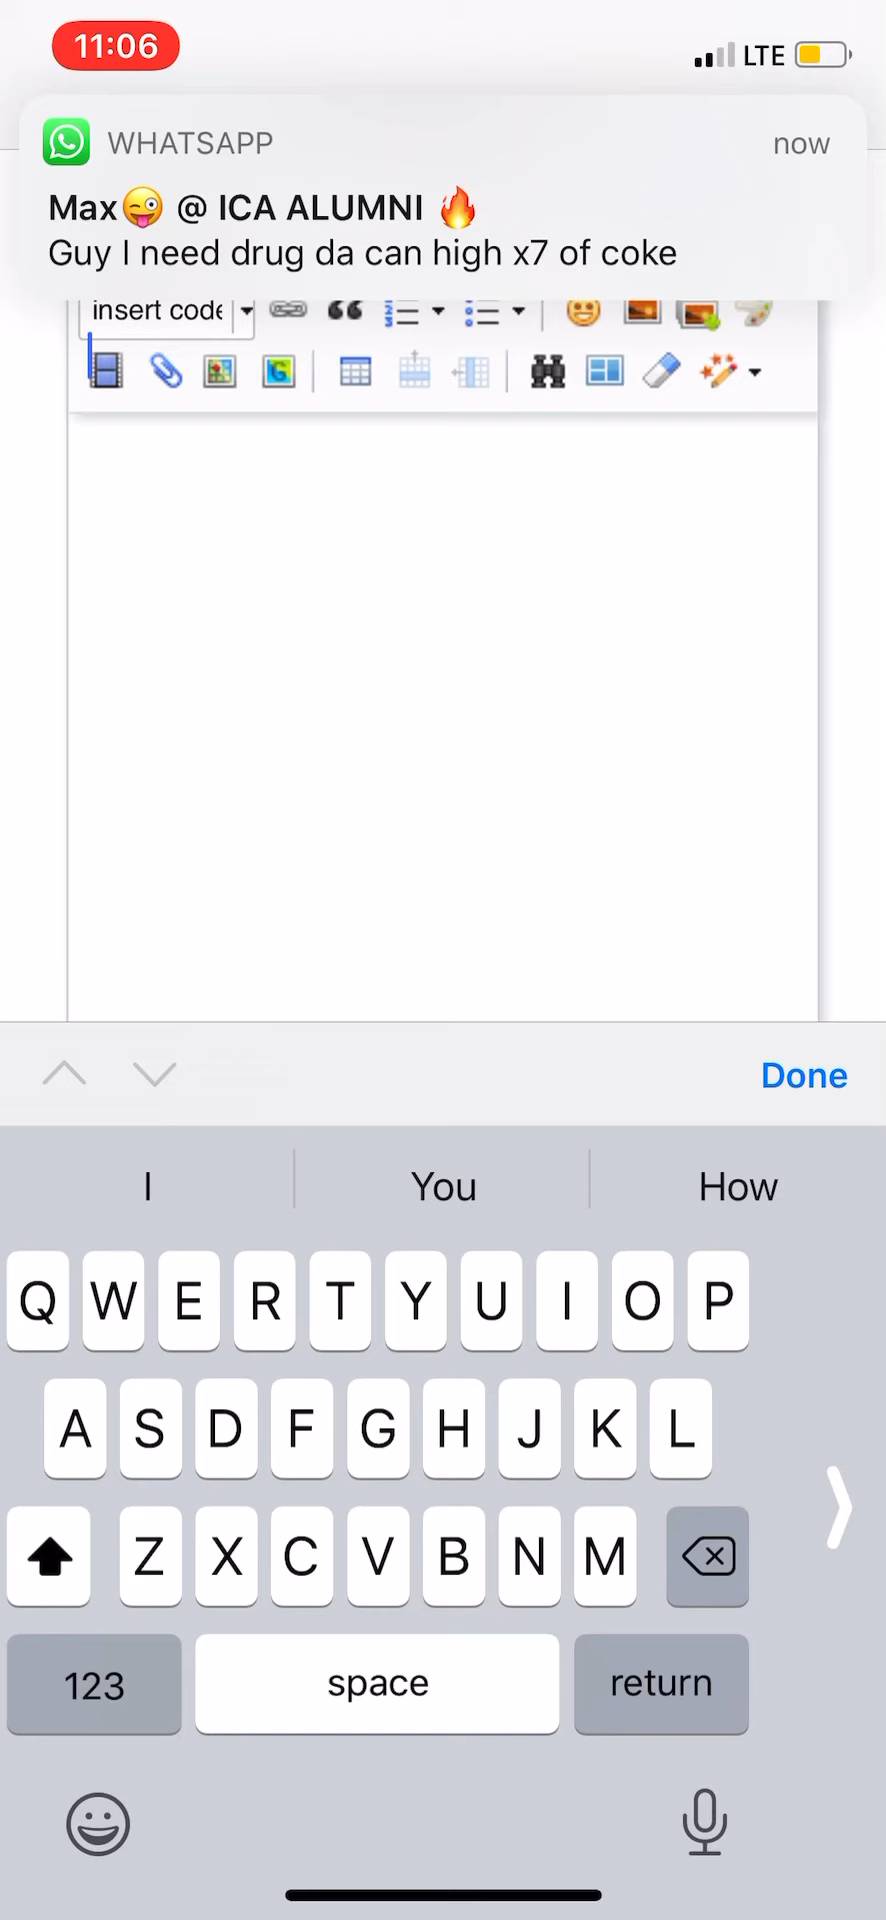 11:06
LTE
WHATSAPP
now
Max😜 @ ICA ALUMNI 🔥
Guy I need drug da can high x7 of coke
insert code
Done
I
You
How
Q W E R T Y U I O P
A S D F G H J K L
Z X C V B N M
123
space
return